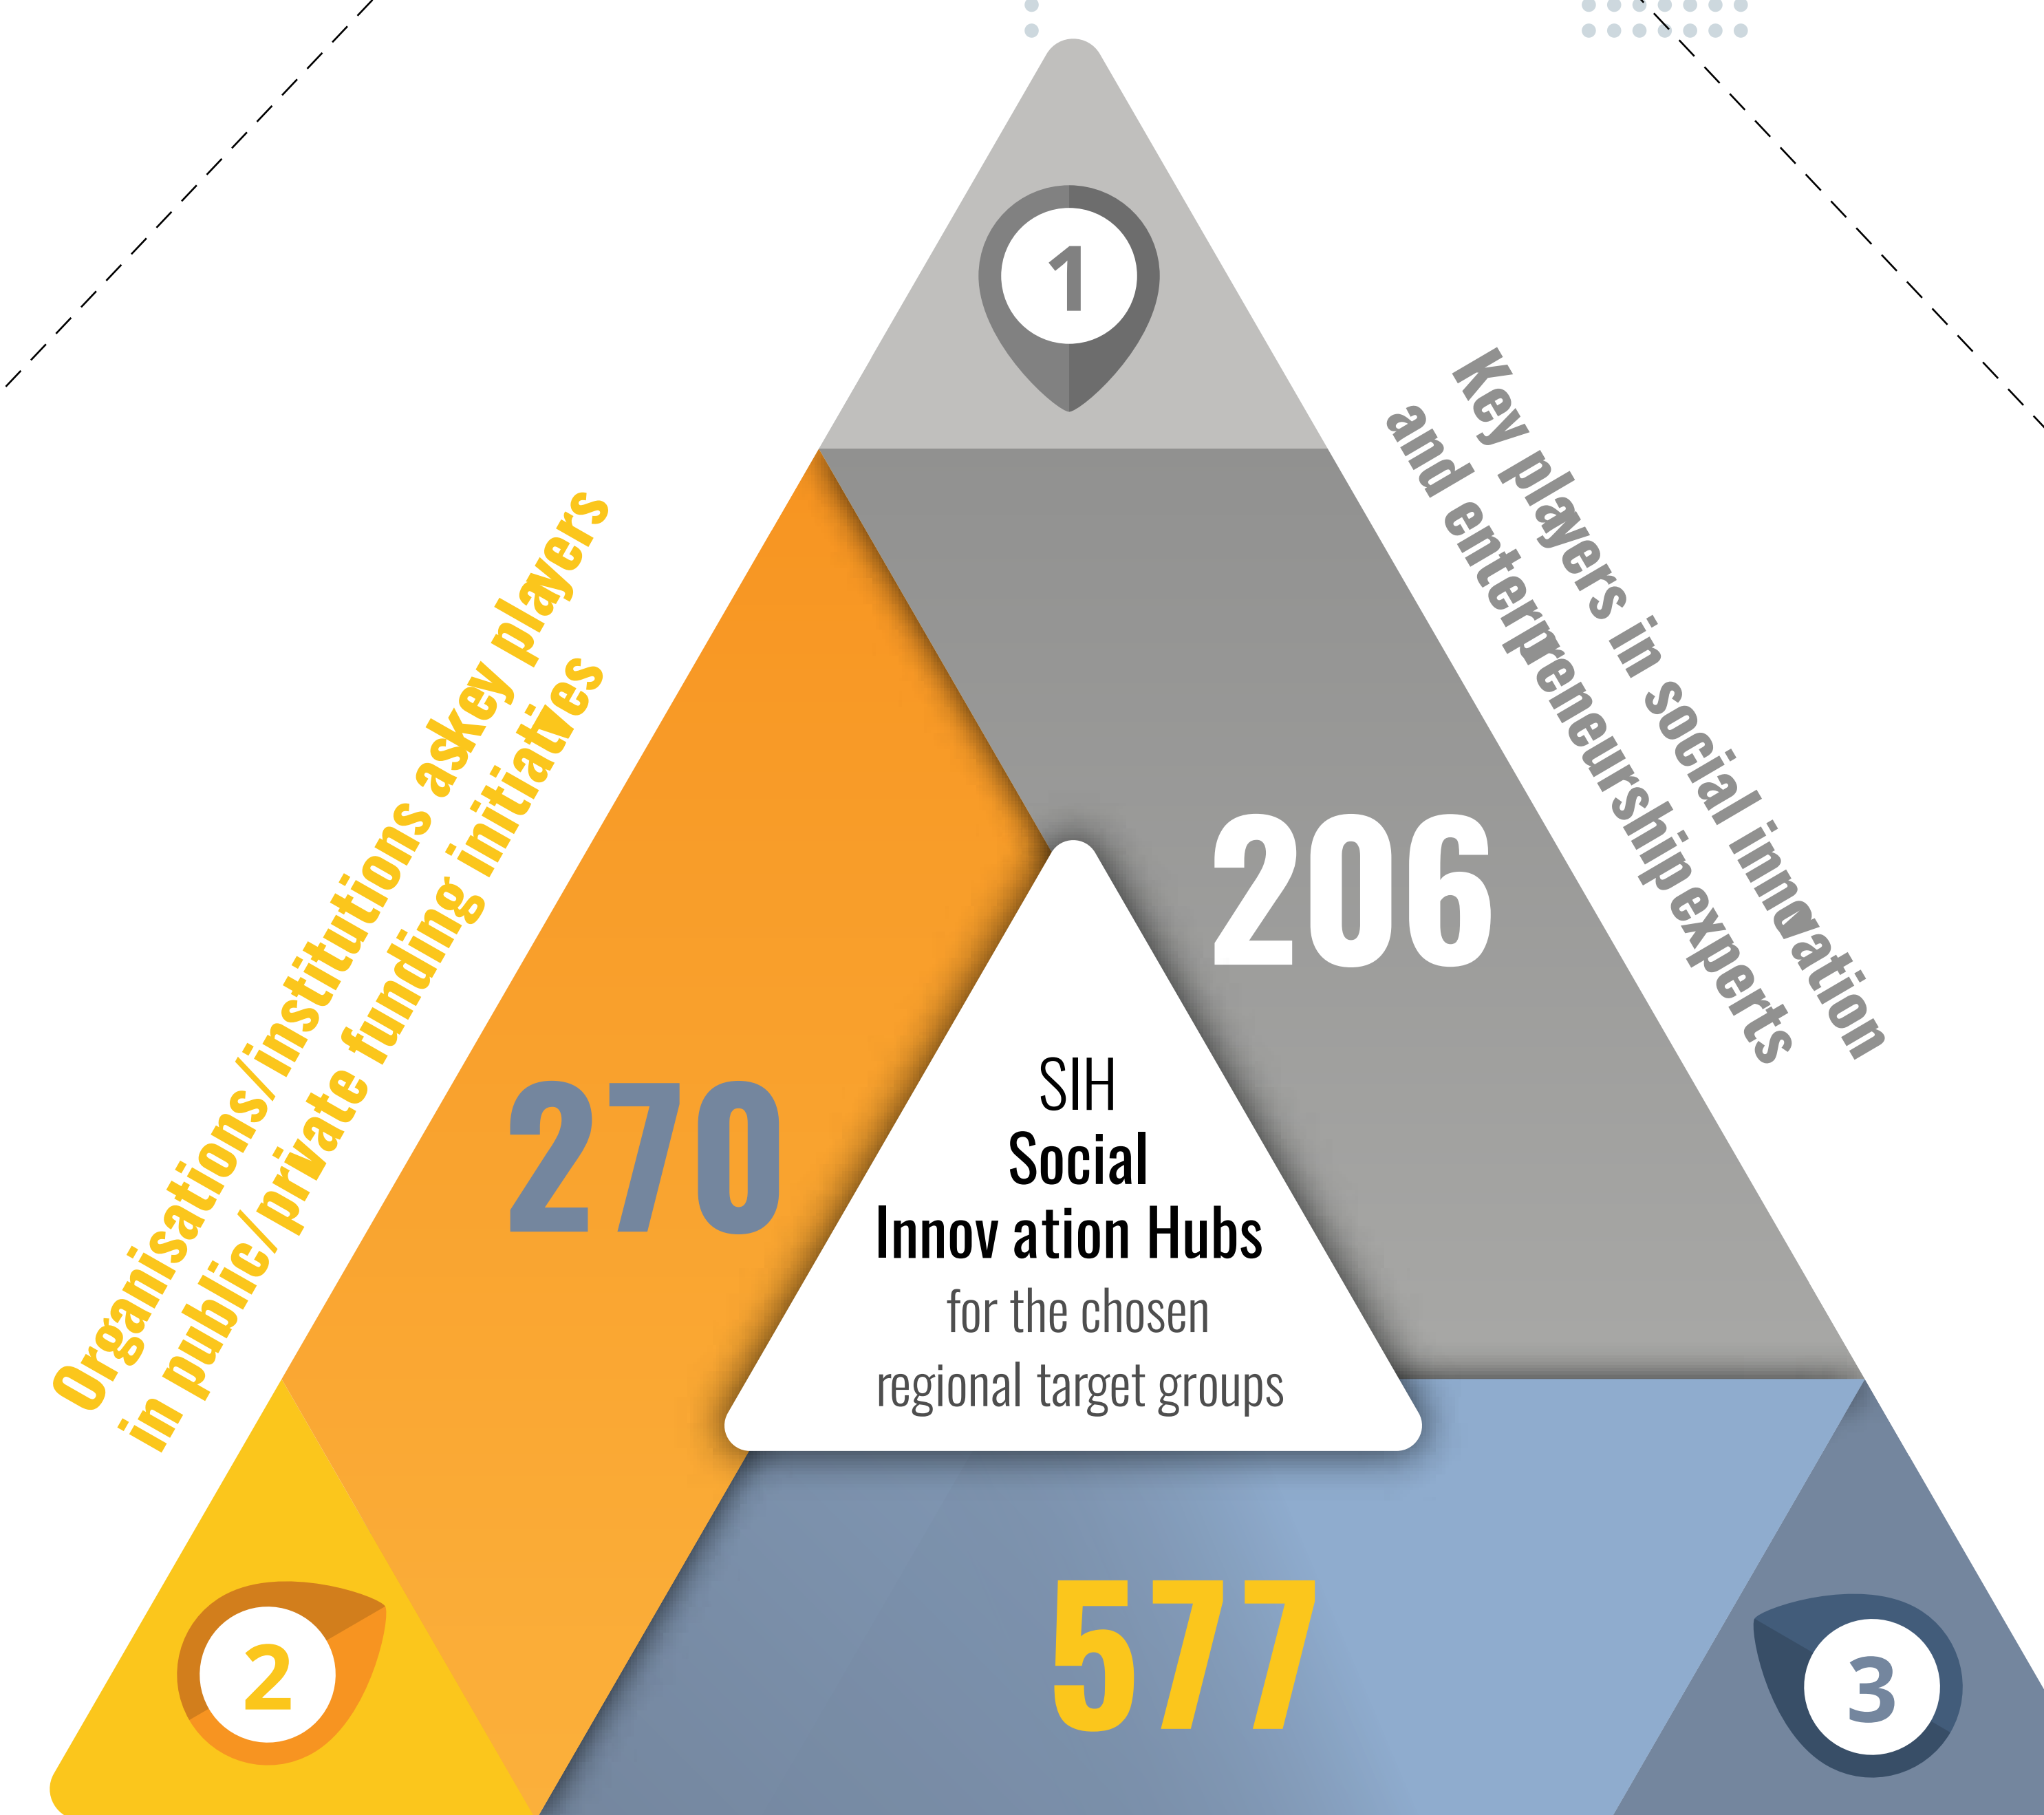 1
Key players in social innovation
and enterpreneurship experts
206
Organisations/institutions askey players
in public/private funding initiatives
270
SIH
Social
Innov ation Hubs
for the chosen
regional target groups
577
2
3